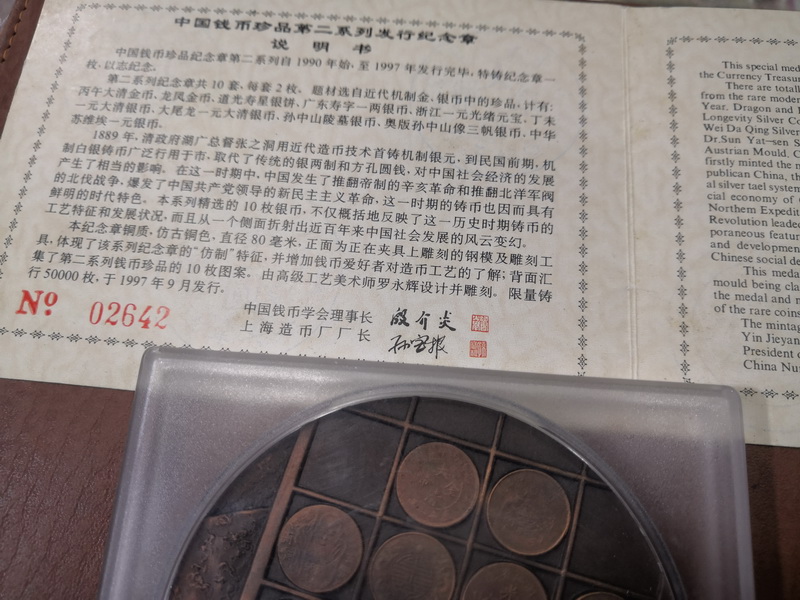 中国钱币珍品第二系列发行纪念章
说 明 书
中国钱币珍品纪念章第二系列自1990年始，至1997年发行完毕，特铸纪念章一
枚，以志纪念。
第二系列纪念章共10套，每套2枚。题材选自近代机制金、银币中的珍品，计有：
丙午大清金币、龙凤金币、道光寿星银饼、广东寿字一两银币、浙江一元光绪元宝、丁未
一元大清银币、大尾龙一元大清银币、孙中山陵墓银币、奥版孙中山像三帆银币、中华
苏维埃一元银币。
1889年，清政府湖广总督张之洞用近代造币技术首铸机制银元，到民国前期，机
制白银铸币广泛行用于市，取代了传统的银两制和方孔圆钱，对中国社会经济的发展
产生了相当的影响。在这一时期中，中国发生了推翻帝制的辛亥革命和推翻北洋军阀
的北伐战争，爆发了中国共产党领导的新民主主义革命，这一时期的铸币也因而具有
鲜明的时代特色。本系列精选的10枚银币，不仅概括地反映了这一历史时期铸币的
工艺特征和发展状况，而且从一个侧面折射出近百年来中国社会发展的风云变幻。
本纪念章铜质，仿古铜色，直径80毫米，正面为正在夹具上雕刻的钢模及雕刻工
具，体现了该系列纪念章的“仿制”特征，并增加钱币爱好者对造币工艺的了解；背面汇
集了第二系列钱币珍品的10枚图案。由高级工艺美术师罗永辉设计并雕刻。限量铸
行50000枚，于1997年9月发行。
No 02642
中国钱币学会理事长 殷介炎
上海造币厂厂长
This special med
the Currency Treasur
There are totall
from the rare modern
Year, Dragon and
Longevity Silver Co
Wei Da Qing Silver
Dr.Sun Yat-sen S
Austrian Mould, C
firstly minted the m
publican China, th
al silver tael system
cial economy of
Northern Expedit
Revolution leaded
poraneous featur
and developmen
Chinese social de
This medal
mould being clam
the medal and m
of the rare coins
The mintag
Yin Jieyan
President o
China Nu